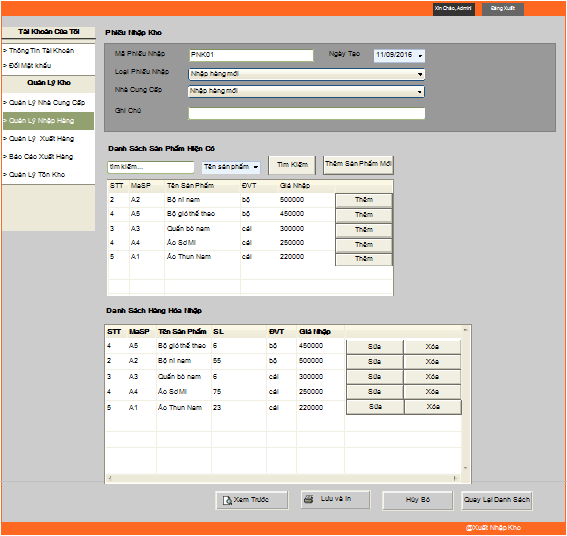 Xin Chào, Admin! Đăng Xuất
Tài Khoản Của Tôi
> Thông Tin Tài Khoản
> Đổi Mật khẩu
Quản Lý Kho
> Quản Lý Nhà Cung Cấp
> Quản Lý Nhập Hàng
> Quản Lý Xuất Hàng
> Báo Cáo Xuất Hàng
> Quản Lý Tồn Kho
Phiếu Nhập Kho
Mã Phiếu Nhập PNK01 Ngày Tạo 11/09/2016
Loại Phiếu Nhập Nhập hàng mới
Nhà Cung Cấp Nhập hàng mới
Ghi Chú
Danh Sách Sản Phẩm Hiện Có
tìm kiếm... Tên sản phẩm Tìm Kiếm Thêm Sản Phẩm Mới
STT MaSP Tên Sản Phẩm ĐVT Giá Nhập
2 A2 Bộ nỉ nam bộ 500000 Thêm
4 A5 Bộ gió thể thao bộ 450000 Thêm
3 A3 Quần bò nam cái 300000 Thêm
4 A4 Áo Sơ Mi cái 250000 Thêm
5 A1 Áo Thun Nam cái 220000 Thêm
Danh Sách Hàng Hóa Nhập
STT MaSP Tên Sản Phẩm SL ĐVT Giá Nhập
4 A5 Bộ gió thể thao 6 bộ 450000 Sửa Xóa
2 A2 Bộ nỉ nam 55 bộ 500000 Sửa Xóa
3 A3 Quần bò nam 6 cái 300000 Sửa Xóa
4 A4 Áo Sơ Mi 75 cái 250000 Sửa Xóa
5 A1 Áo Thun Nam 23 cái 220000 Sửa Xóa
Xem Trước Lưu và In Hủy Bỏ Quay Lại Danh Sách
@Xuất Nhập Kho